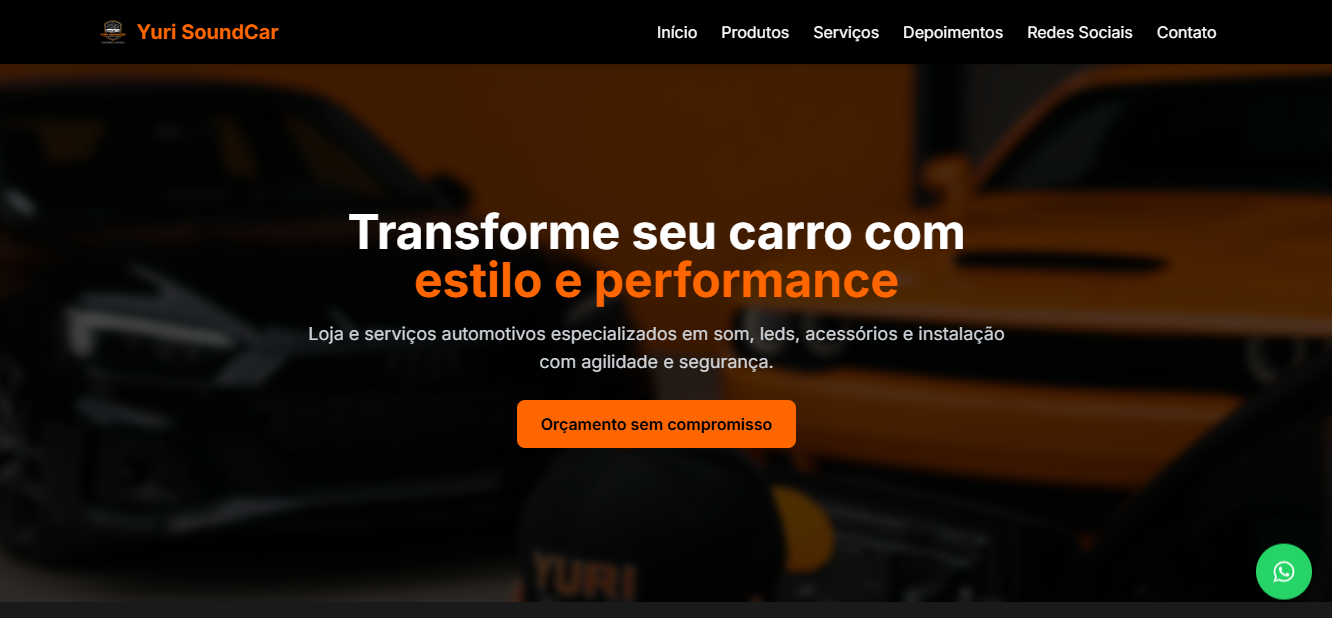 Yuri SoundCar
Início Produtos Serviços Depoimentos Redes Sociais Contato
Transforme seu carro com
estilo e performance
Loja e serviços automotivos especializados em som, leds, acessórios e instalação
com agilidade e segurança.
Orçamento sem compromisso
YURI